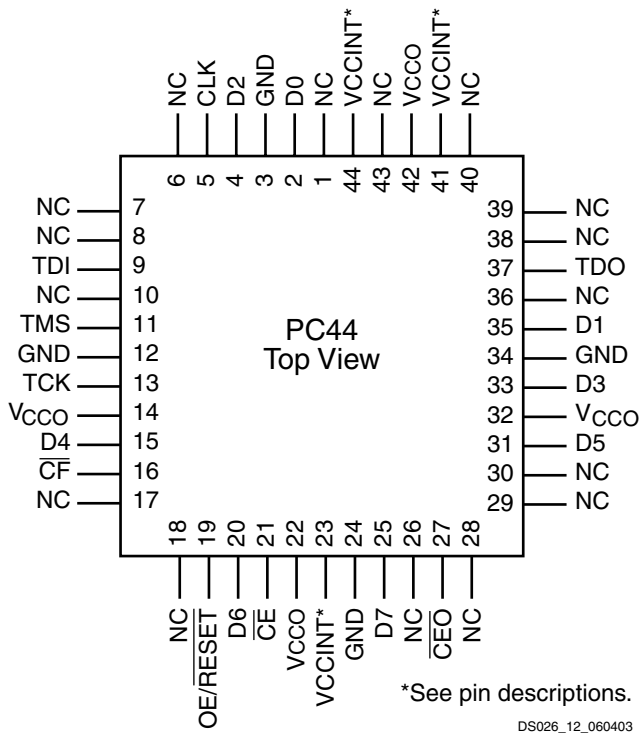 NC CLK D2 GND D0 NC VCCINT* NC VCCO VCCINT* NC
6 5 4 3 2 1 44 43 42 41 40
NC 7
NC 8
TDI 9
NC 10
TMS 11
GND 12
TCK 13
VCCO 14
D4 15
CF 16
NC 17
PC44
Top View
39 NC
38 NC
37 TDO
36 NC
35 D1
34 GND
33 D3
32 VCCO
31 D5
30 NC
29 NC
18 19 20 21 22 23 24 25 26 27 28
NC OE/RESET D6 CE VCCO VCCINT* GND D7 NC CEO NC
*See pin descriptions.
DS026_12_060403